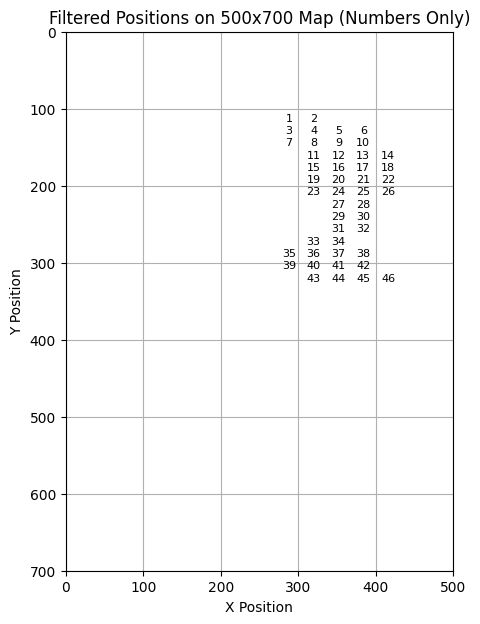 Filtered Positions on 500x700 Map (Numbers Only)
0
100
1 2
3 4 5 6
7 8 9 10
11 12 13 14
15 16 17 18
19 20 21 22
200
23 24 25 26
27 28
29 30
31 32
33 34
35 36 37 38
300
39 40 41 42
43 44 45 46
Y Position
400
500
600
700
0 100 200 300 400 500
X Position